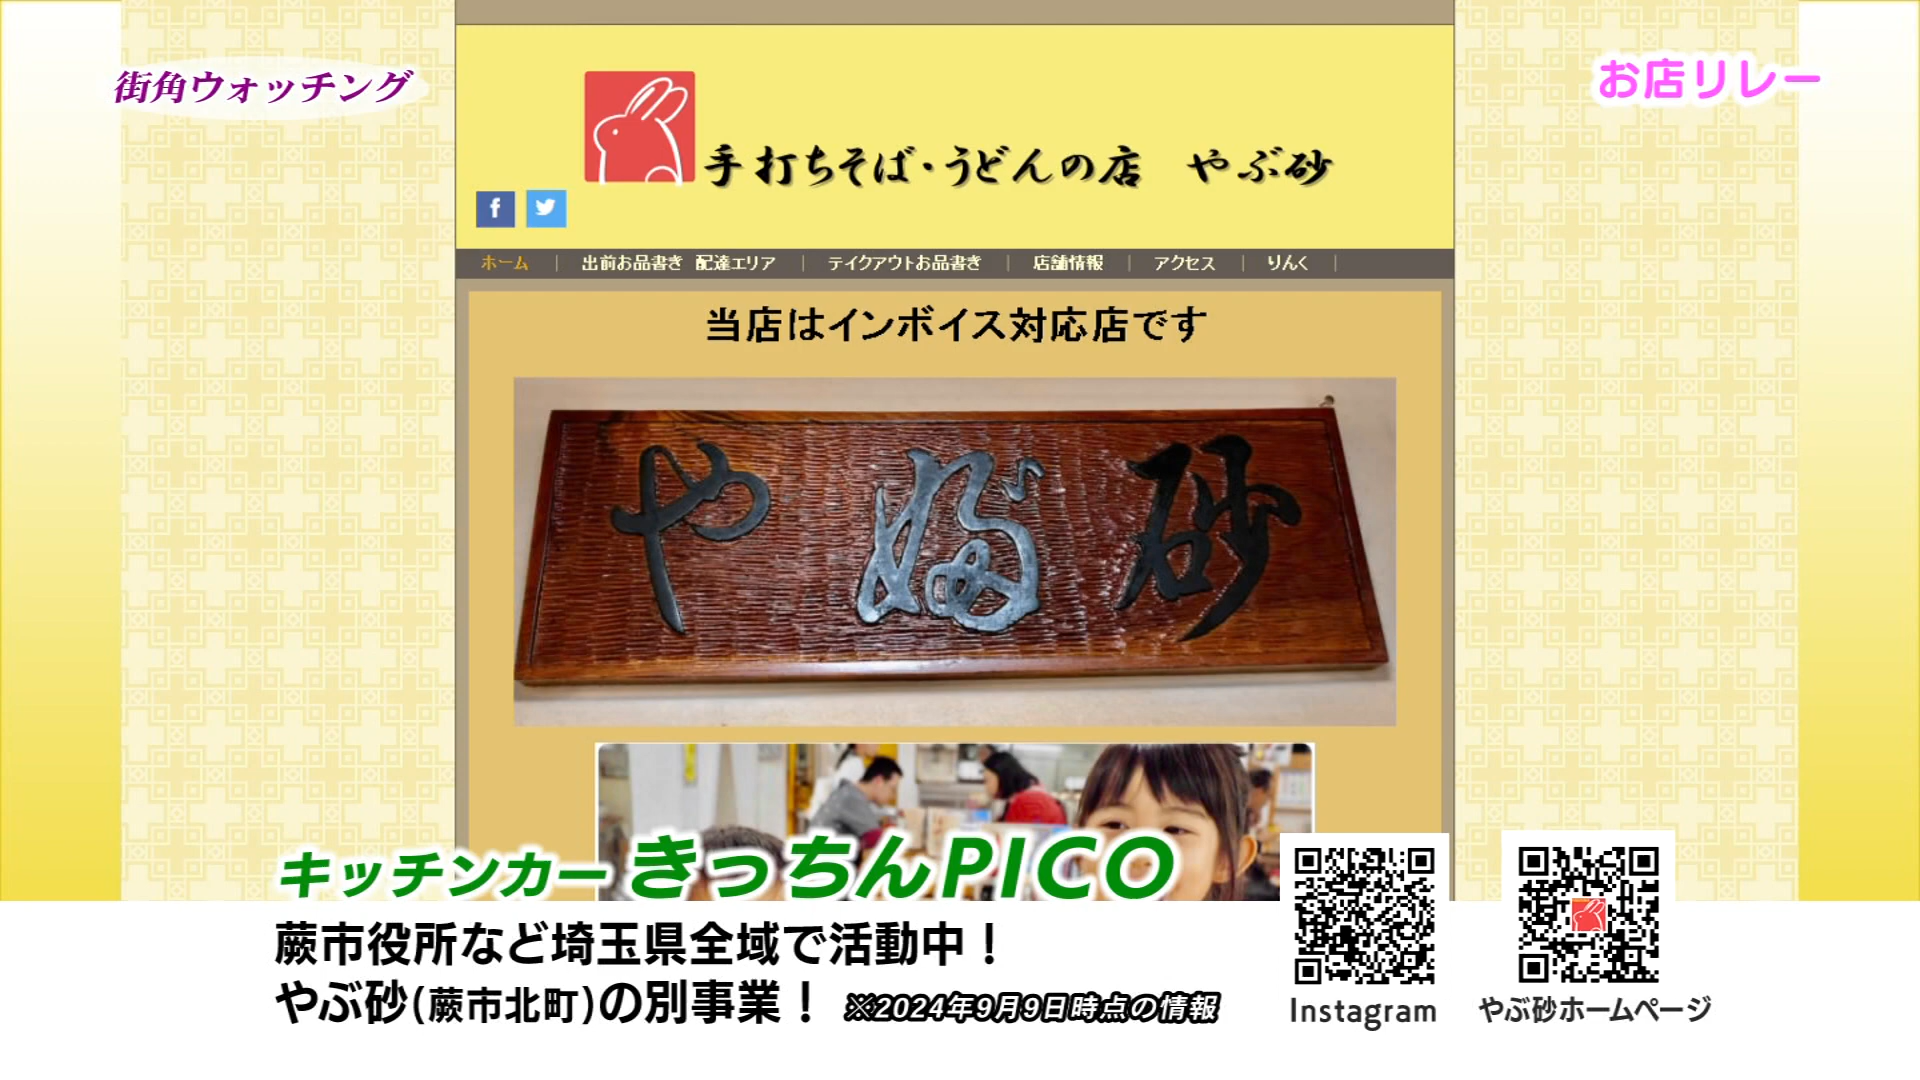 街角ウォッチング
お店リレー
手打ちそば・うどんの店 やぶ砂
ホーム | 出前お品書き 配達エリア | テイクアウトお品書き | 店舗情報 | アクセス | りんく |
当店はインボイス対応店です
やぶ砂
キッチンカー きっちんPICO
蕨市役所など埼玉県全域で活動中！
やぶ砂(蕨市北町)の別事業！ ※2024年9月9日時点の情報
Instagram
やぶ砂ホームページ